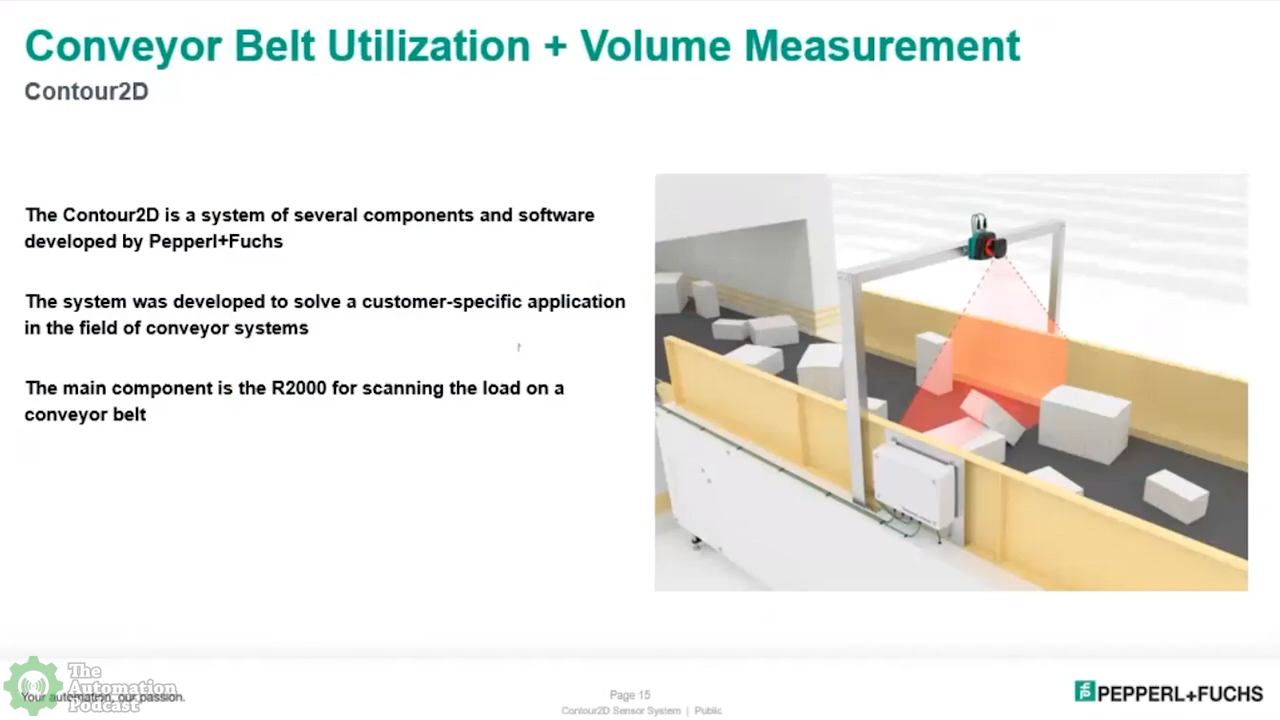 Conveyor Belt Utilization + Volume Measurement
Contour2D
The Contour2D is a system of several components and software
developed by Pepperl+Fuchs
The system was developed to solve a customer-specific application
in the field of conveyor systems
The main component is the R2000 for scanning the load on a
conveyor belt
The
Automation
Podcast
Your automation, our passion.
Page 15
Contour2D Sensor System | Public
PEPPERL+FUCHS